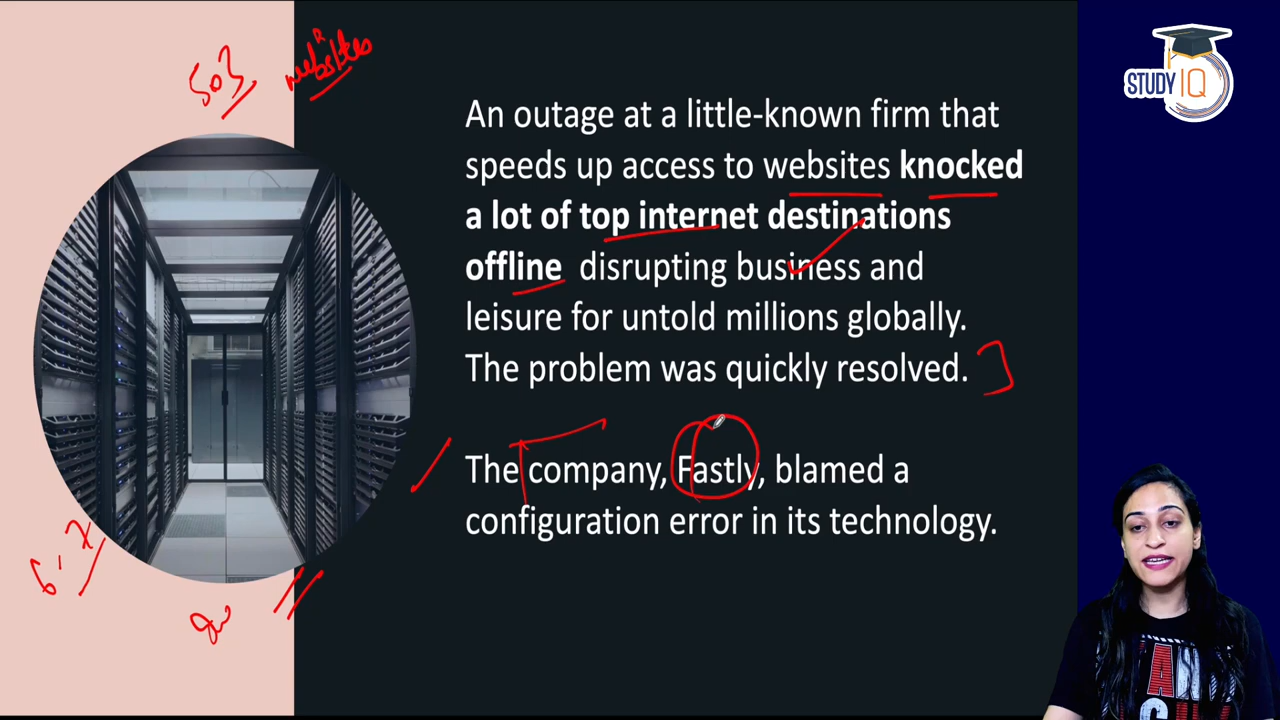 503 websites
STUDY IQ
An outage at a little-known firm that
speeds up access to websites knocked
a lot of top internet destinations
offline disrupting business and
leisure for untold millions globally.
The problem was quickly resolved.
The company, Fastly, blamed a
configuration error in its technology.